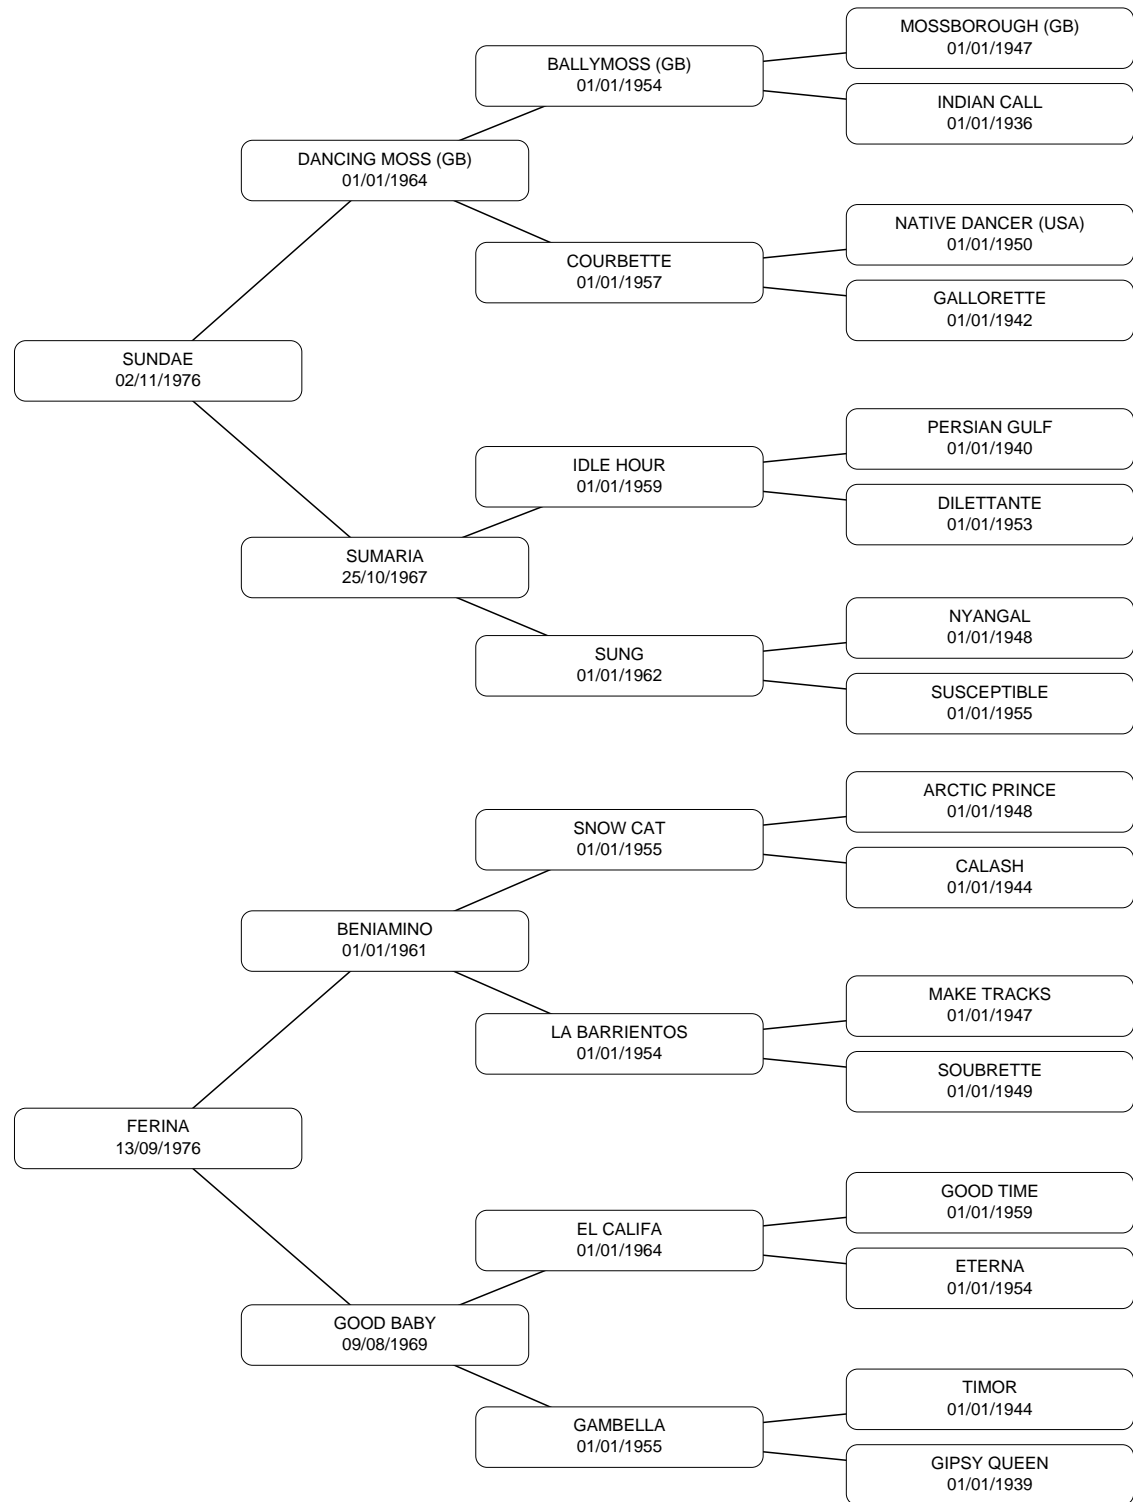 MOSSBOROUGH (GB)
01/01/1947
BALLYMOSS (GB)
01/01/1954
INDIAN CALL
01/01/1936
DANCING MOSS (GB)
01/01/1964
NATIVE DANCER (USA)
01/01/1950
COURBETTE
01/01/1957
GALLORETTE
01/01/1942
SUNDAE
02/11/1976
PERSIAN GULF
01/01/1940
IDLE HOUR
01/01/1959
DILETTANTE
01/01/1953
SUMARIA
25/10/1967
NYANGAL
01/01/1948
SUNG
01/01/1962
SUSCEPTIBLE
01/01/1955
ARCTIC PRINCE
01/01/1948
SNOW CAT
01/01/1955
CALASH
01/01/1944
BENIAMINO
01/01/1961
MAKE TRACKS
01/01/1947
LA BARRIENTOS
01/01/1954
SOUBRETTE
01/01/1949
FERINA
13/09/1976
GOOD TIME
01/01/1959
EL CALIFA
01/01/1964
ETERNA
01/01/1954
GOOD BABY
09/08/1969
TIMOR
01/01/1944
GAMBELLA
01/01/1955
GIPSY QUEEN
01/01/1939